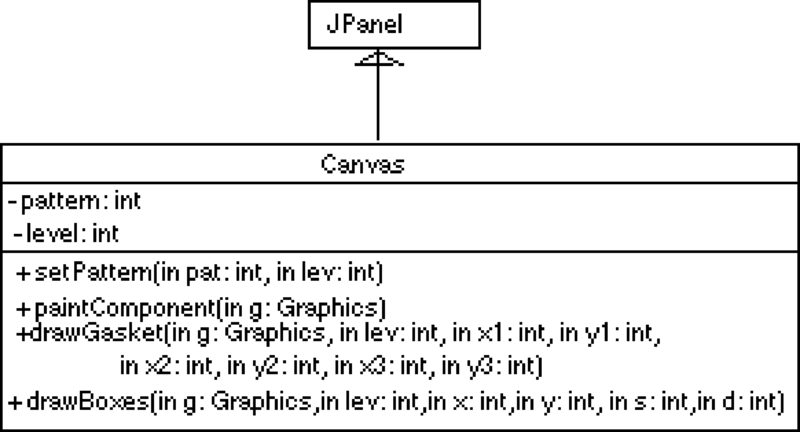 JPanel
Canvas
-pattern: int
-level: int
+setPattern(in pat: int, in lev: int)
+paintComponent(in g: Graphics)
+drawGasket(in g: Graphics, in lev: int, in x1: int, in y1: int,
in x2: int, in y2: int, in x3: int, in y3: int)
+drawBoxes(in g: Graphics,in lev: int,in x: int,in y: int, in s: int,in d: int)